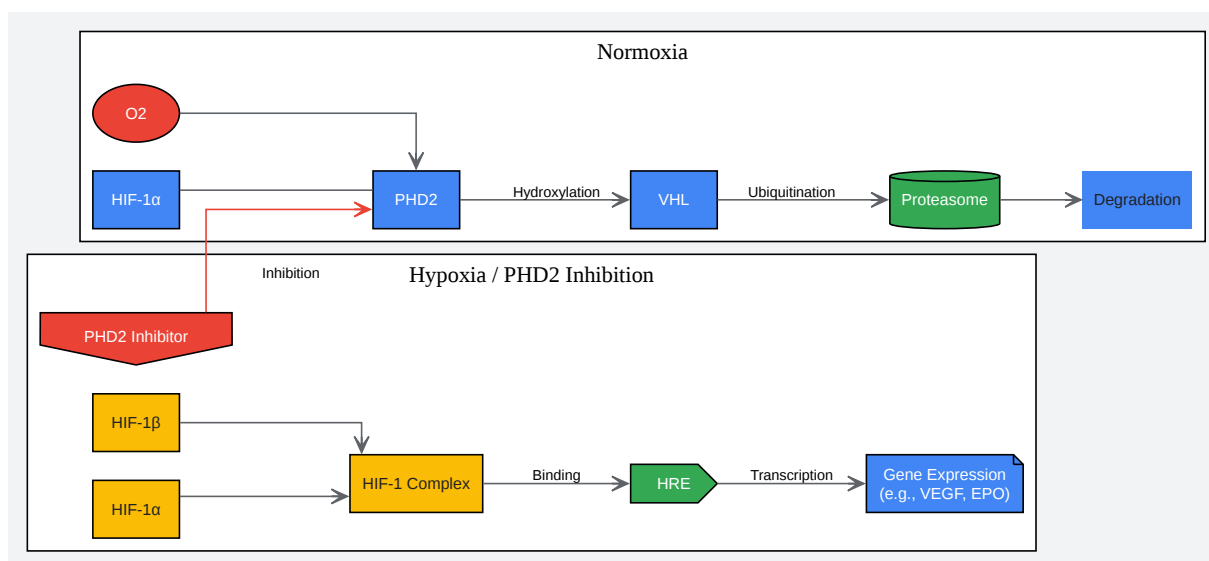 Normoxia
O2
HIF-1α
PHD2
Hydroxylation
VHL
Ubiquitination
Proteasome
Degradation
Inhibition
Hypoxia / PHD2 Inhibition
PHD2 Inhibitor
HIF-1β
HIF-1α
HIF-1 Complex
Binding
HRE
Transcription
Gene Expression
(e.g., VEGF, EPO)